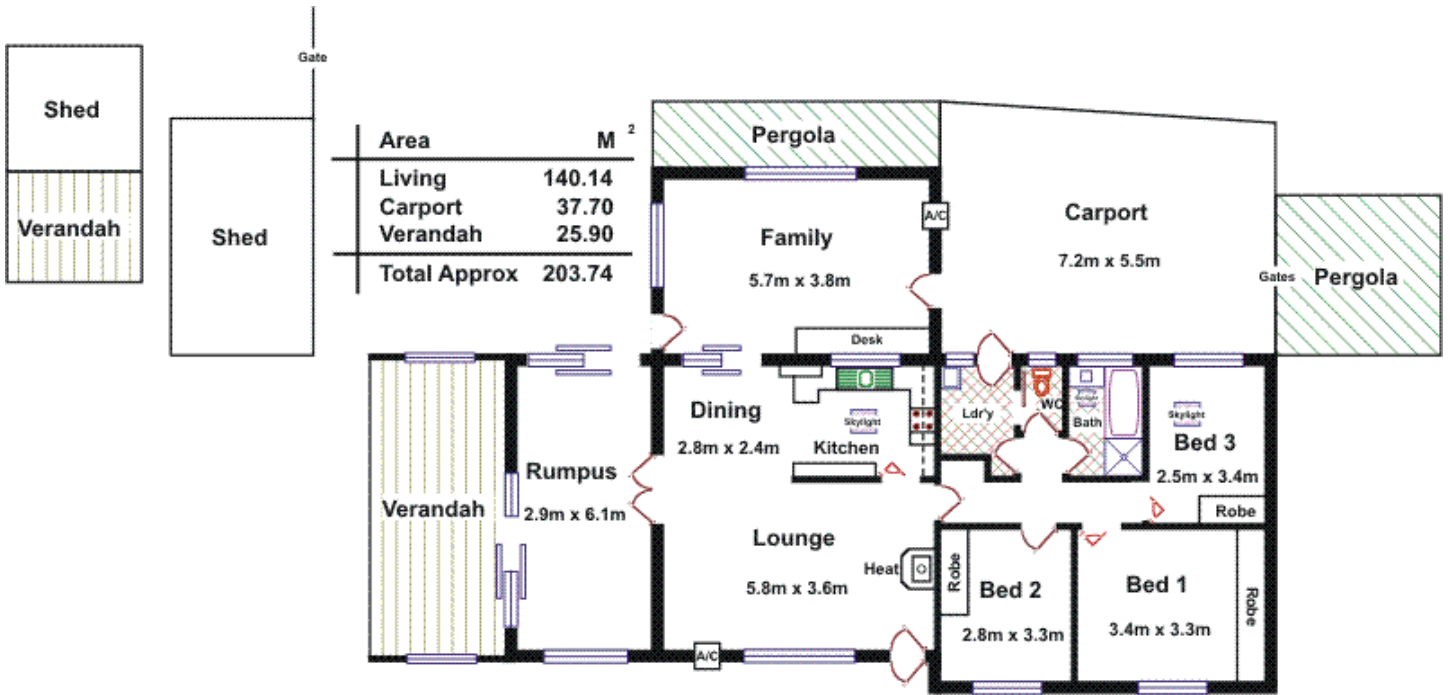 Gate
Shed
Verandah
Shed
Area M 2
Living 140.14
Carport 37.70
Verandah 25.90
Total Approx 203.74
Pergola
Family
5.7m x 3.8m
A/C
Desk
Carport
7.2m x 5.5m
Gates
Pergola
Verandah
Rumpus
2.9m x 6.1m
Dining
2.8m x 2.4m
Skylight
Kitchen
Ldr'y
WC
Skylight
Bath
Skylight
Bed 3
2.5m x 3.4m
Robe
Lounge
5.8m x 3.6m
Heat
A/C
Robe
Bed 2
2.8m x 3.3m
Bed 1
3.4m x 3.3m
Robe